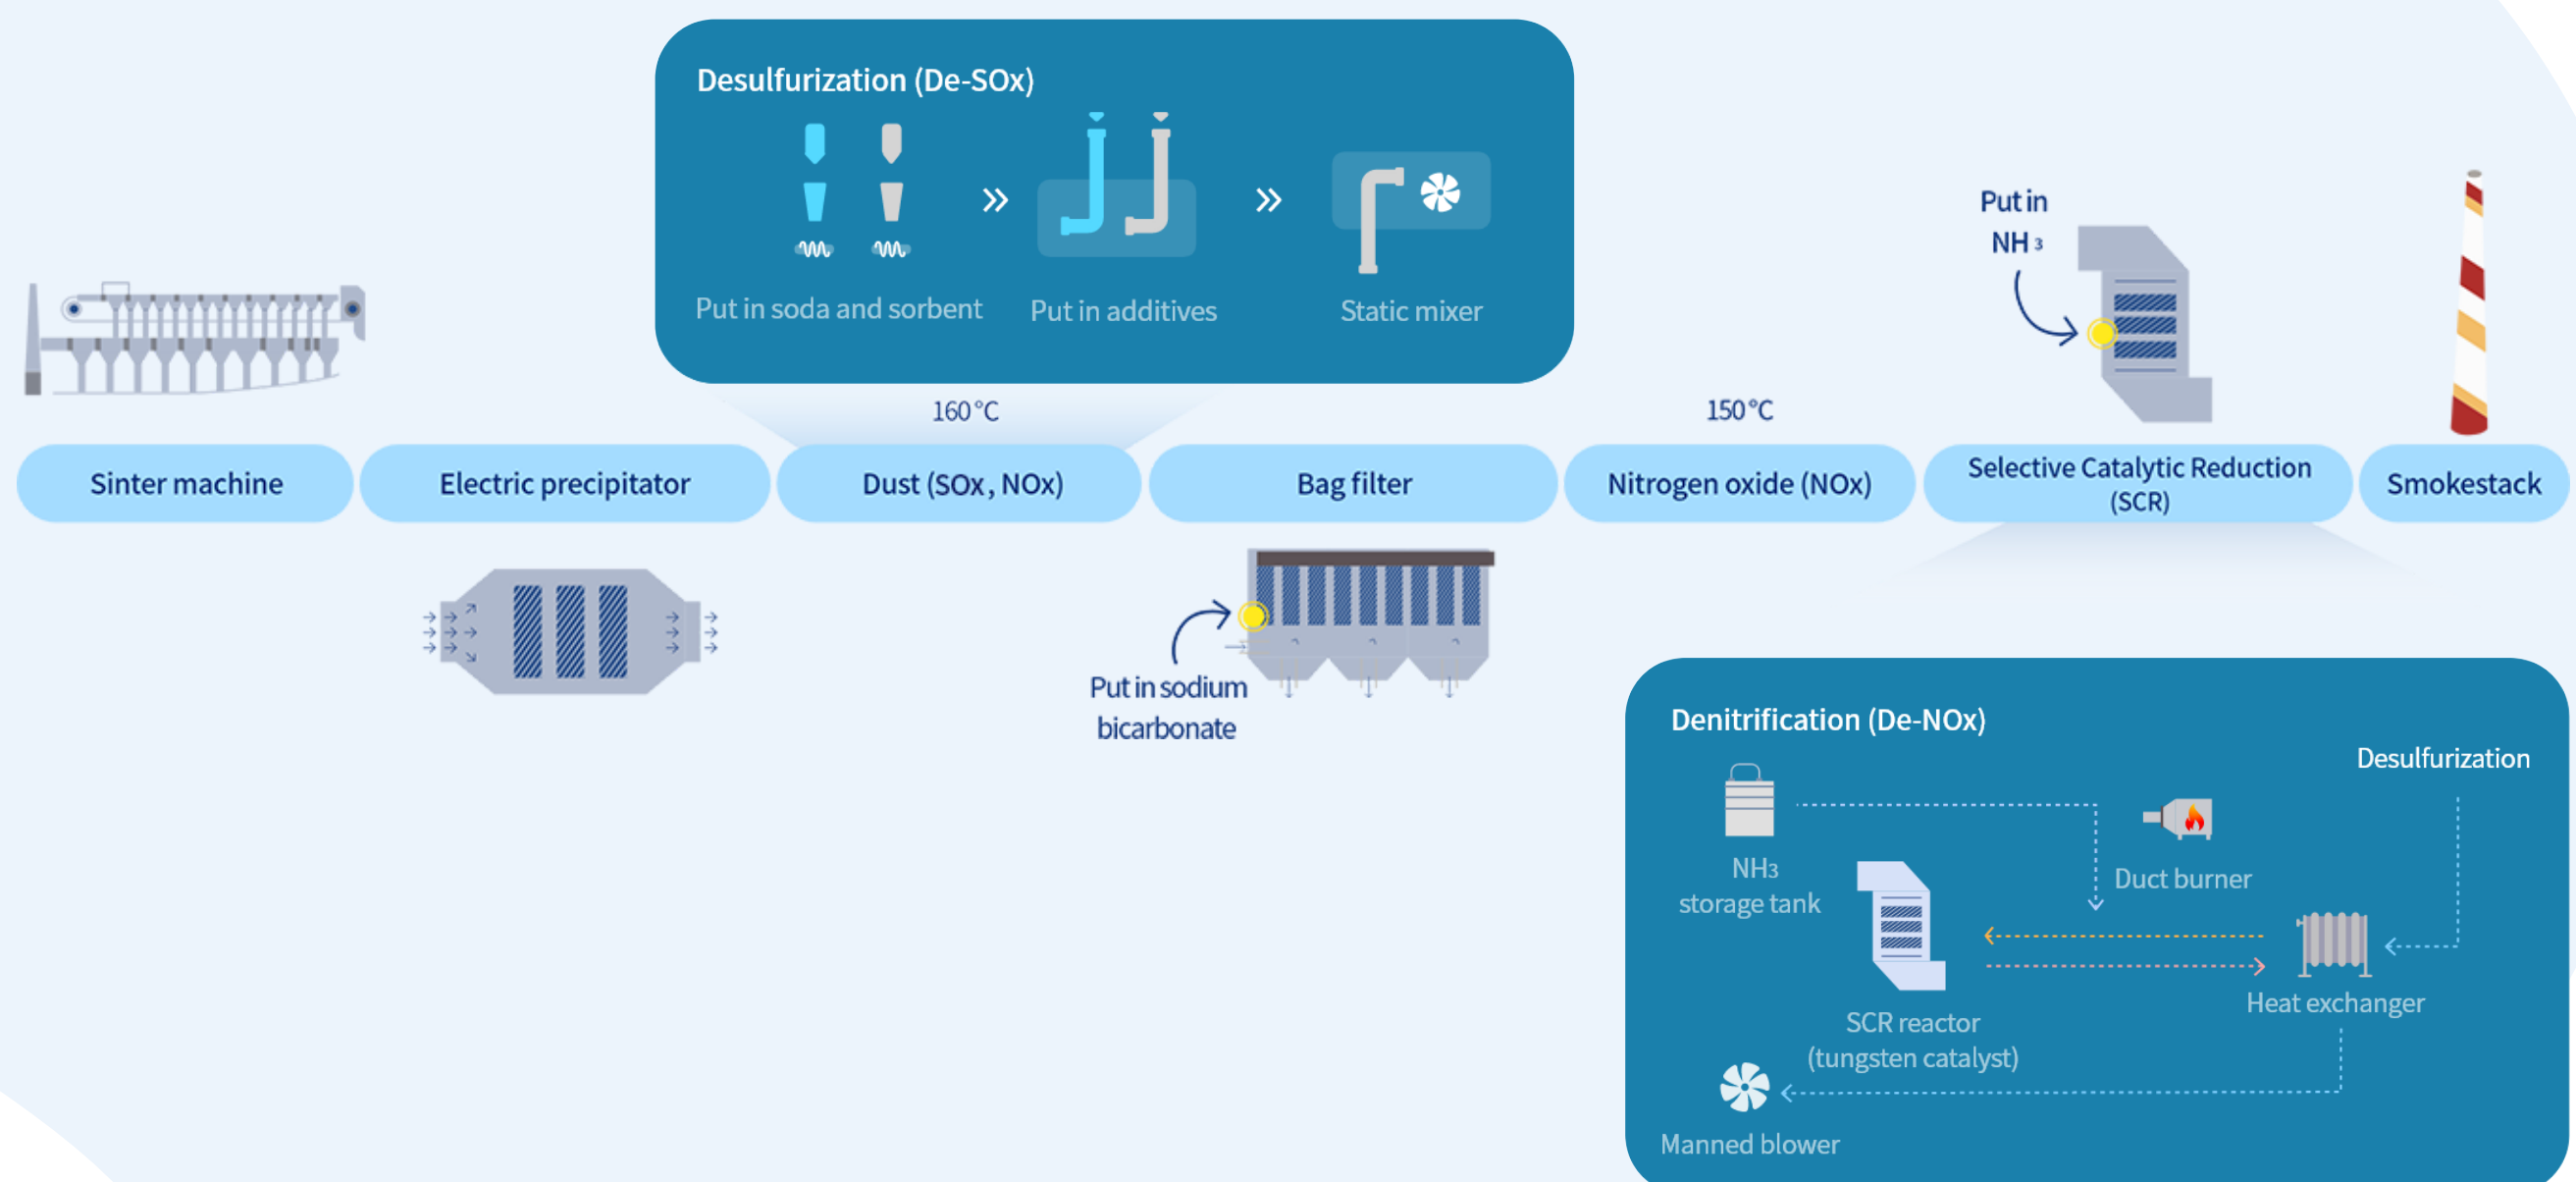 Desulfurization (De-SOx)
Put in soda and sorbent
Put in additives
Static mixer
160°C
150°C
Put in
NH 3
Sinter machine
Electric precipitator
Dust (SOx, NOx)
Bag filter
Nitrogen oxide (NOx)
Selective Catalytic Reduction
(SCR)
Smokestack
Put in sodium
bicarbonate
Denitrification (De-NOx)
Desulfurization
NH3
storage tank
Duct burner
Heat exchanger
SCR reactor
(tungsten catalyst)
Manned blower